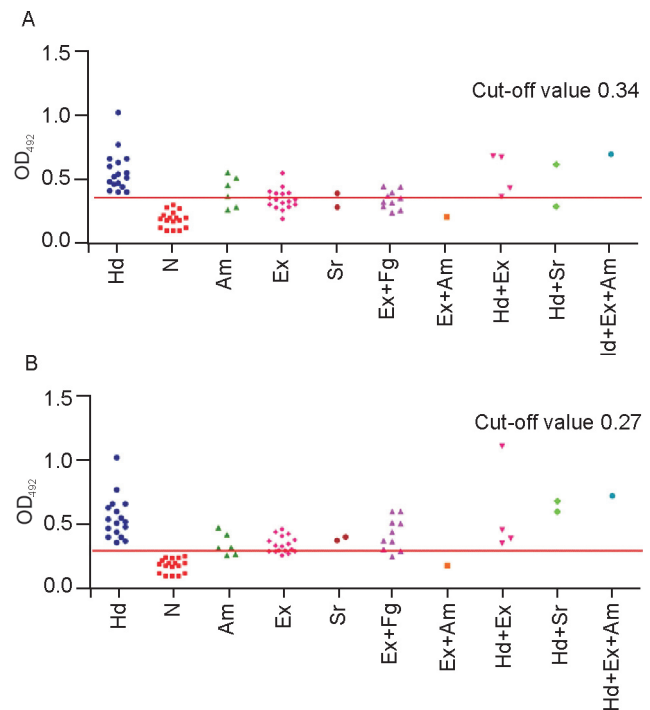 A
1.5
1.0
0.5
0.0
OD492
Cut-off value 0.34
Hd
N
Am
Ex
Sr
Ex+Fg
Ex+Am
Hd+Ex
Hd+Sr
Id+Ex+Am
B
1.5
1.0
0.5
0.0
OD492
Cut-off value 0.27
Hd
N
Am
Ex
Sr
Ex+Fg
Ex+Am
Hd+Ex
Hd+Sr
Hd+Ex+Am